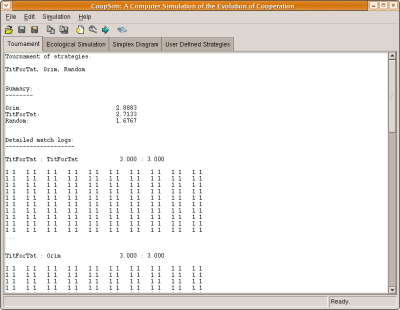 CoopSim: A Computer Simulation of the Evolution of Cooperation
File Edit Simulation Help
Tournament Ecological Simulation Simplex Diagram User Defined Strategies
Tournament of strategies:
TitForTat, Grim, Random
Summary:
--------
Grim: 2.8883
TitForTat: 2.7133
Random: 1.6767
Detailed match logs:
-------------------
TitForTat : TitForTat 3.000 : 3.000
1 1 1 1 1 1 1 1 1 1 1 1 1 1 1 1 1 1 1 1
1 1 1 1 1 1 1 1 1 1 1 1 1 1 1 1 1 1 1 1
1 1 1 1 1 1 1 1 1 1 1 1 1 1 1 1 1 1 1 1
1 1 1 1 1 1 1 1 1 1 1 1 1 1 1 1 1 1 1 1
1 1 1 1 1 1 1 1 1 1 1 1 1 1 1 1 1 1 1 1
1 1 1 1 1 1 1 1 1 1 1 1 1 1 1 1 1 1 1 1
1 1 1 1 1 1 1 1 1 1 1 1 1 1 1 1 1 1 1 1
1 1 1 1 1 1 1 1 1 1 1 1 1 1 1 1 1 1 1 1
1 1 1 1 1 1 1 1 1 1 1 1 1 1 1 1 1 1 1 1
1 1 1 1 1 1 1 1 1 1 1 1 1 1 1 1 1 1 1 1
...
TitForTat : Grim 3.000 : 3.000
1 1 1 1 1 1 1 1 1 1 1 1 1 1 1 1 1 1 1 1
1 1 1 1 1 1 1 1 1 1 1 1 1 1 1 1 1 1 1 1
1 1 1 1 1 1 1 1 1 1 1 1 1 1 1 1 1 1 1 1
1 1 1 1 1 1 1 1 1 1 1 1 1 1 1 1 1 1 1 1
Ready.